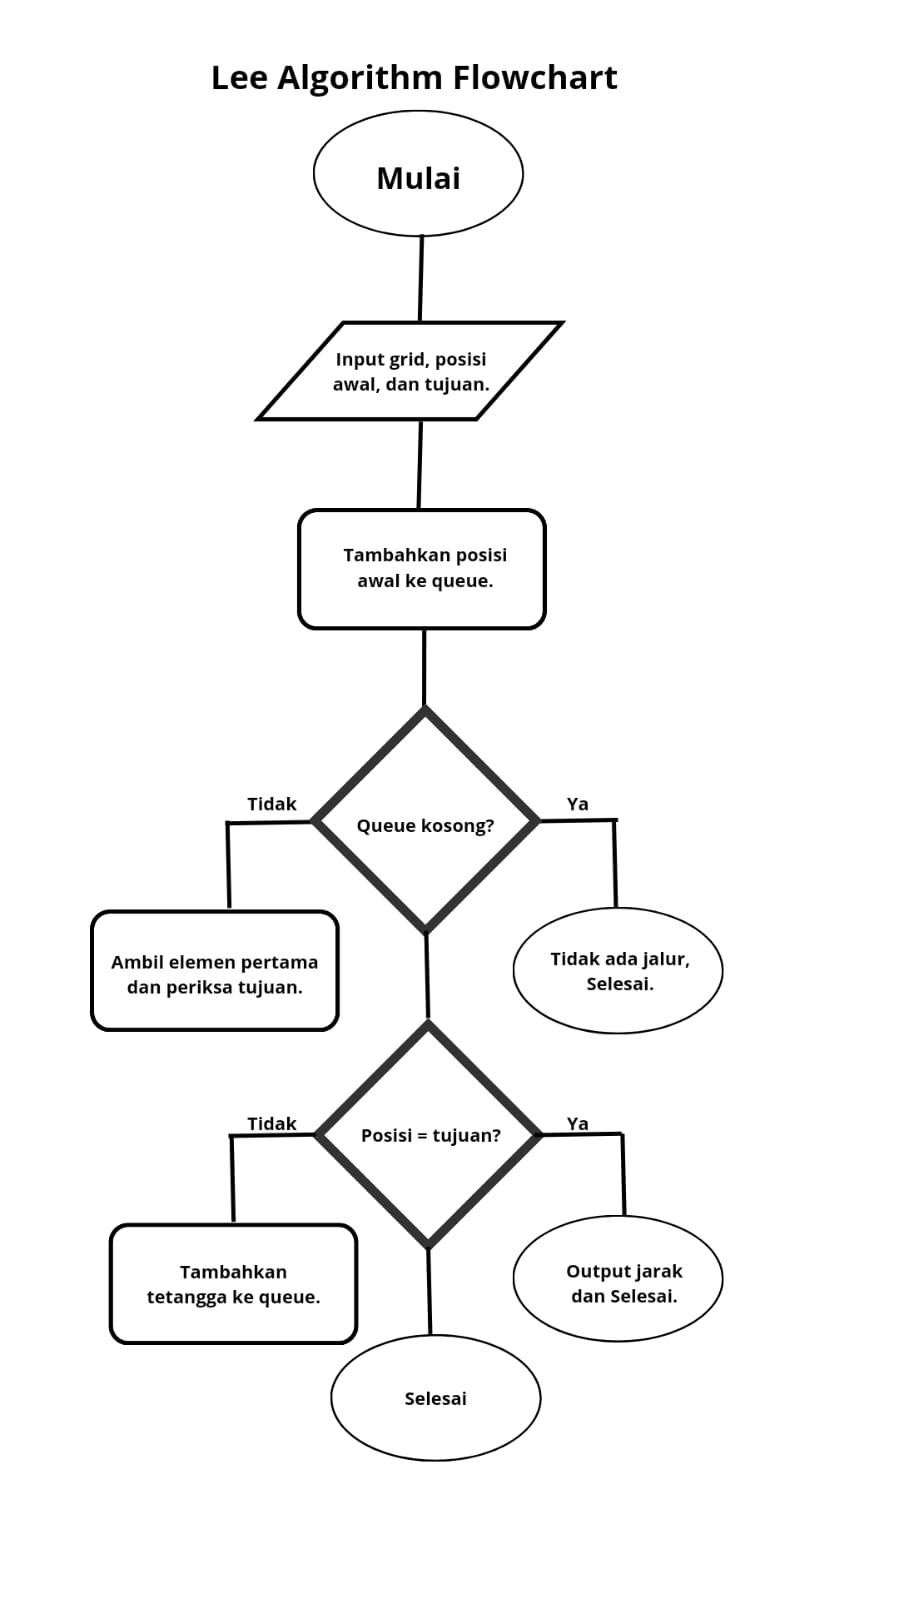 Lee Algorithm Flowchart
Mulai
Input grid, posisi
awal, dan tujuan.
Tambahkan posisi
awal ke queue.
Tidak
Ya
Queue kosong?
Ambil elemen pertama
dan periksa tujuan.
Tidak ada jalur,
Selesai.
Tidak
Ya
Posisi = tujuan?
Tambahkan
tetangga ke queue.
Output jarak
dan Selesai.
Selesai